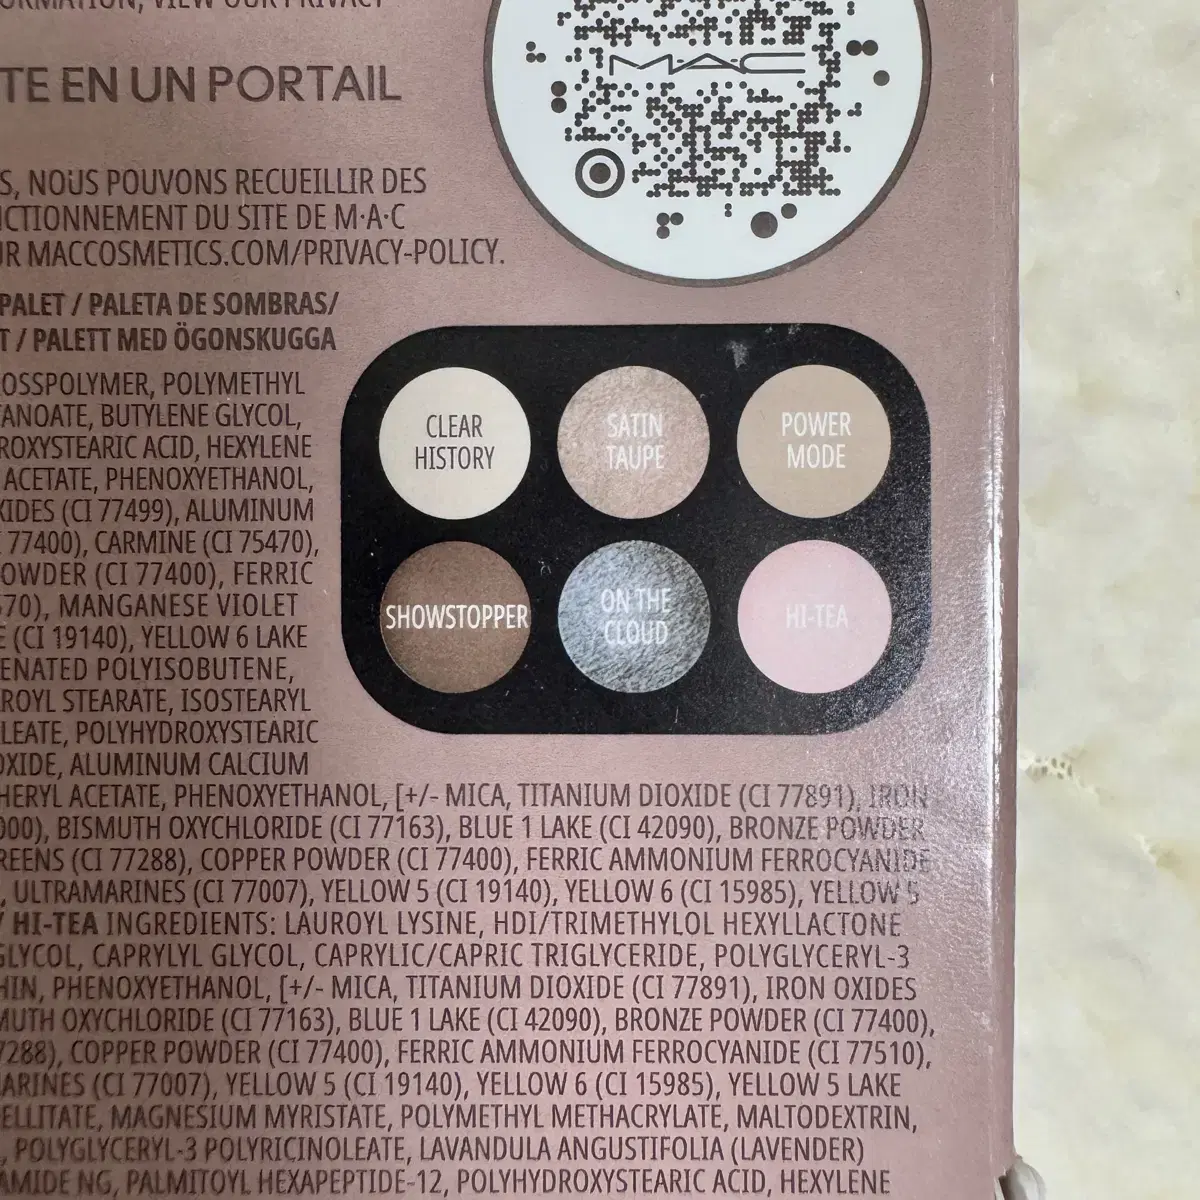 ORMATION, VIEW OUR PRIVACY
M·A·C
TE EN UN PORTAIL
S, NOUS POUVONS RECUEILLIR DES
NCTIONNEMENT DU SITE DE M·A·C
UR MACCOSMETICS.COM/PRIVACY-POLICY.
PALET / PALETA DE SOMBRAS/
T / PALETT MED ÖGONSKUGGA
OSSPOLYMER, POLYMETHYL
TANOATE, BUTYLENE GLYCOL,
ROXYSTEARIC ACID, HEXYLENE
ACETATE, PHENOXYETHANOL,
XIDES (CI 77499), ALUMINUM
77400), CARMINE (CI 75470),
OWDER (CI 77400), FERRIC
570), MANGANESE VIOLET
E (CI 19140), YELLOW 6 LAKE
ENATED POLYISOBUTENE,
ROYL STEARATE, ISOSTEARYL
LEATE, POLYHYDROXYSTEARIC
OXIDE, ALUMINUM CALCIUM
CLEAR
HISTORY
SATIN
TAUPE
POWER
MODE
SHOWSTOPPER
ON THE
CLOUD
HI-TEA
HERYL ACETATE, PHENOXYETHANOL, [+/- MICA, TITANIUM DIOXIDE (CI 77891), IRON
000), BISMUTH OXYCHLORIDE (CI 77163), BLUE 1 LAKE (CI 42090), BRONZE POWDER
REENS (CI 77288), COPPER POWDER (CI 77400), FERRIC AMMONIUM FERROCYANIDE
, ULTRAMARINES (CI 77007), YELLOW 5 (CI 19140), YELLOW 6 (CI 15985), YELLOW 5
/ HI-TEA INGREDIENTS: LAUROYL LYSINE, HDI/TRIMETHYLOL HEXYLLACTONE
GLYCOL, CAPRYLYL GLYCOL, CAPRYLIC/CAPRIC TRIGLYCERIDE, POLYGLYCERYL-3
HIN, PHENOXYETHANOL, [+/- MICA, TITANIUM DIOXIDE (CI 77891), IRON OXIDES
MUTH OXYCHLORIDE (CI 77163), BLUE 1 LAKE (CI 42090), BRONZE POWDER (CI 77400),
7288), COPPER POWDER (CI 77400), FERRIC AMMONIUM FERROCYANIDE (CI 77510),
ARINES (CI 77007), YELLOW 5 (CI 19140), YELLOW 6 (CI 15985), YELLOW 5 LAKE
ELLITATE, MAGNESIUM MYRISTATE, POLYMETHYL METHACRYLATE, MALTODEXTRIN,
, POLYGLYCERYL-3 POLYRICINOLEATE, LAVANDULA ANGUSTIFOLIA (LAVENDER)
AMIDE NG, PALMITOYL HEXAPEPTIDE-12, POLYHYDROXYSTEARIC ACID, HEXYLENE